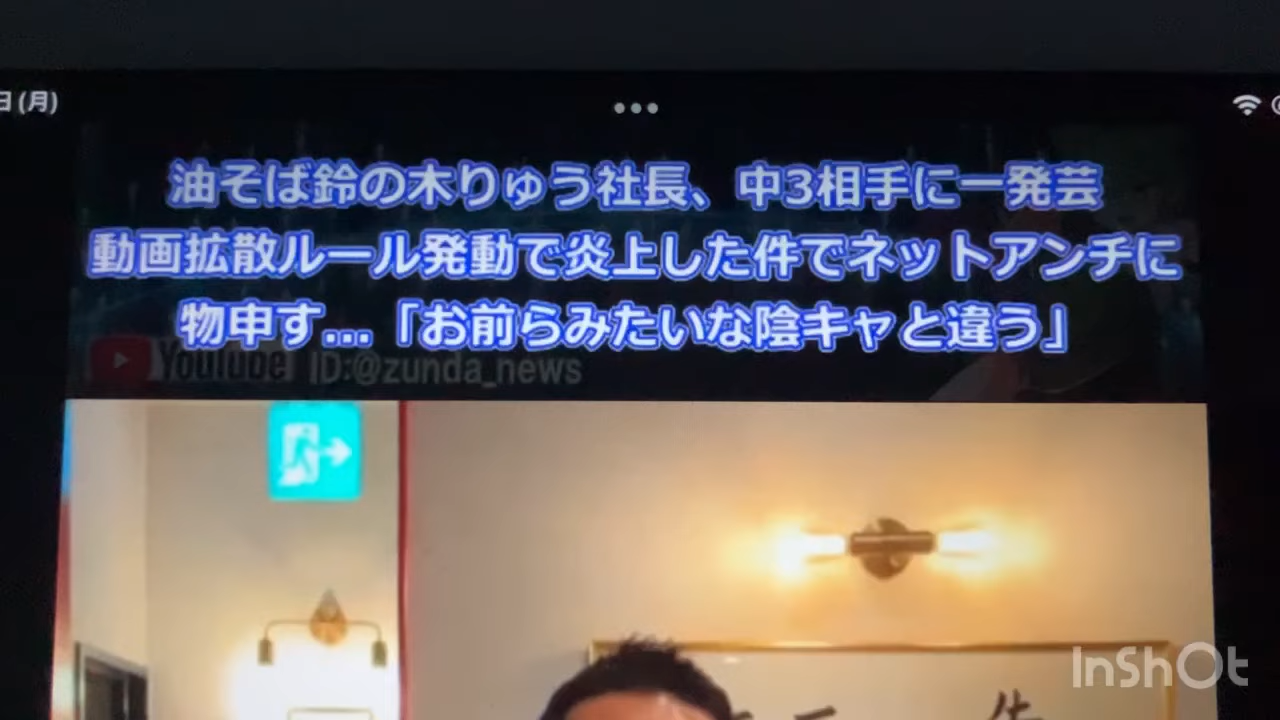 日(月)
油そば鈴の木りゅう社長、中3相手に一発芸
動画拡散ルール発動で炎上した件でネットアンチに
物申す...「お前らみたいな陰キャと違う」
YouTube ID:@zunda_news
InShOt